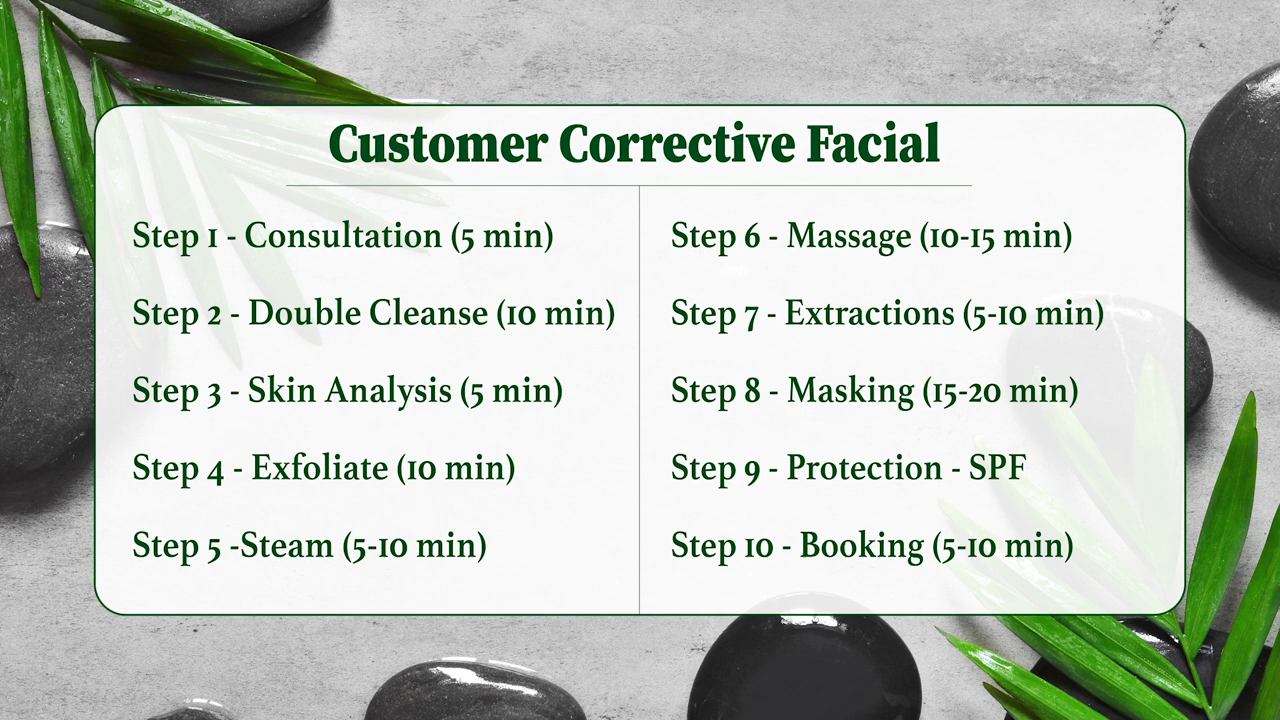 Customer Corrective Facial
Step 1 - Consultation (5 min)
Step 2 - Double Cleanse (10 min)
Step 3 - Skin Analysis (5 min)
Step 4 - Exfoliate (10 min)
Step 5 -Steam (5-10 min)
Step 6 - Massage (10-15 min)
Step 7 - Extractions (5-10 min)
Step 8 - Masking (15-20 min)
Step 9 - Protection - SPF
Step 10 - Booking (5-10 min)